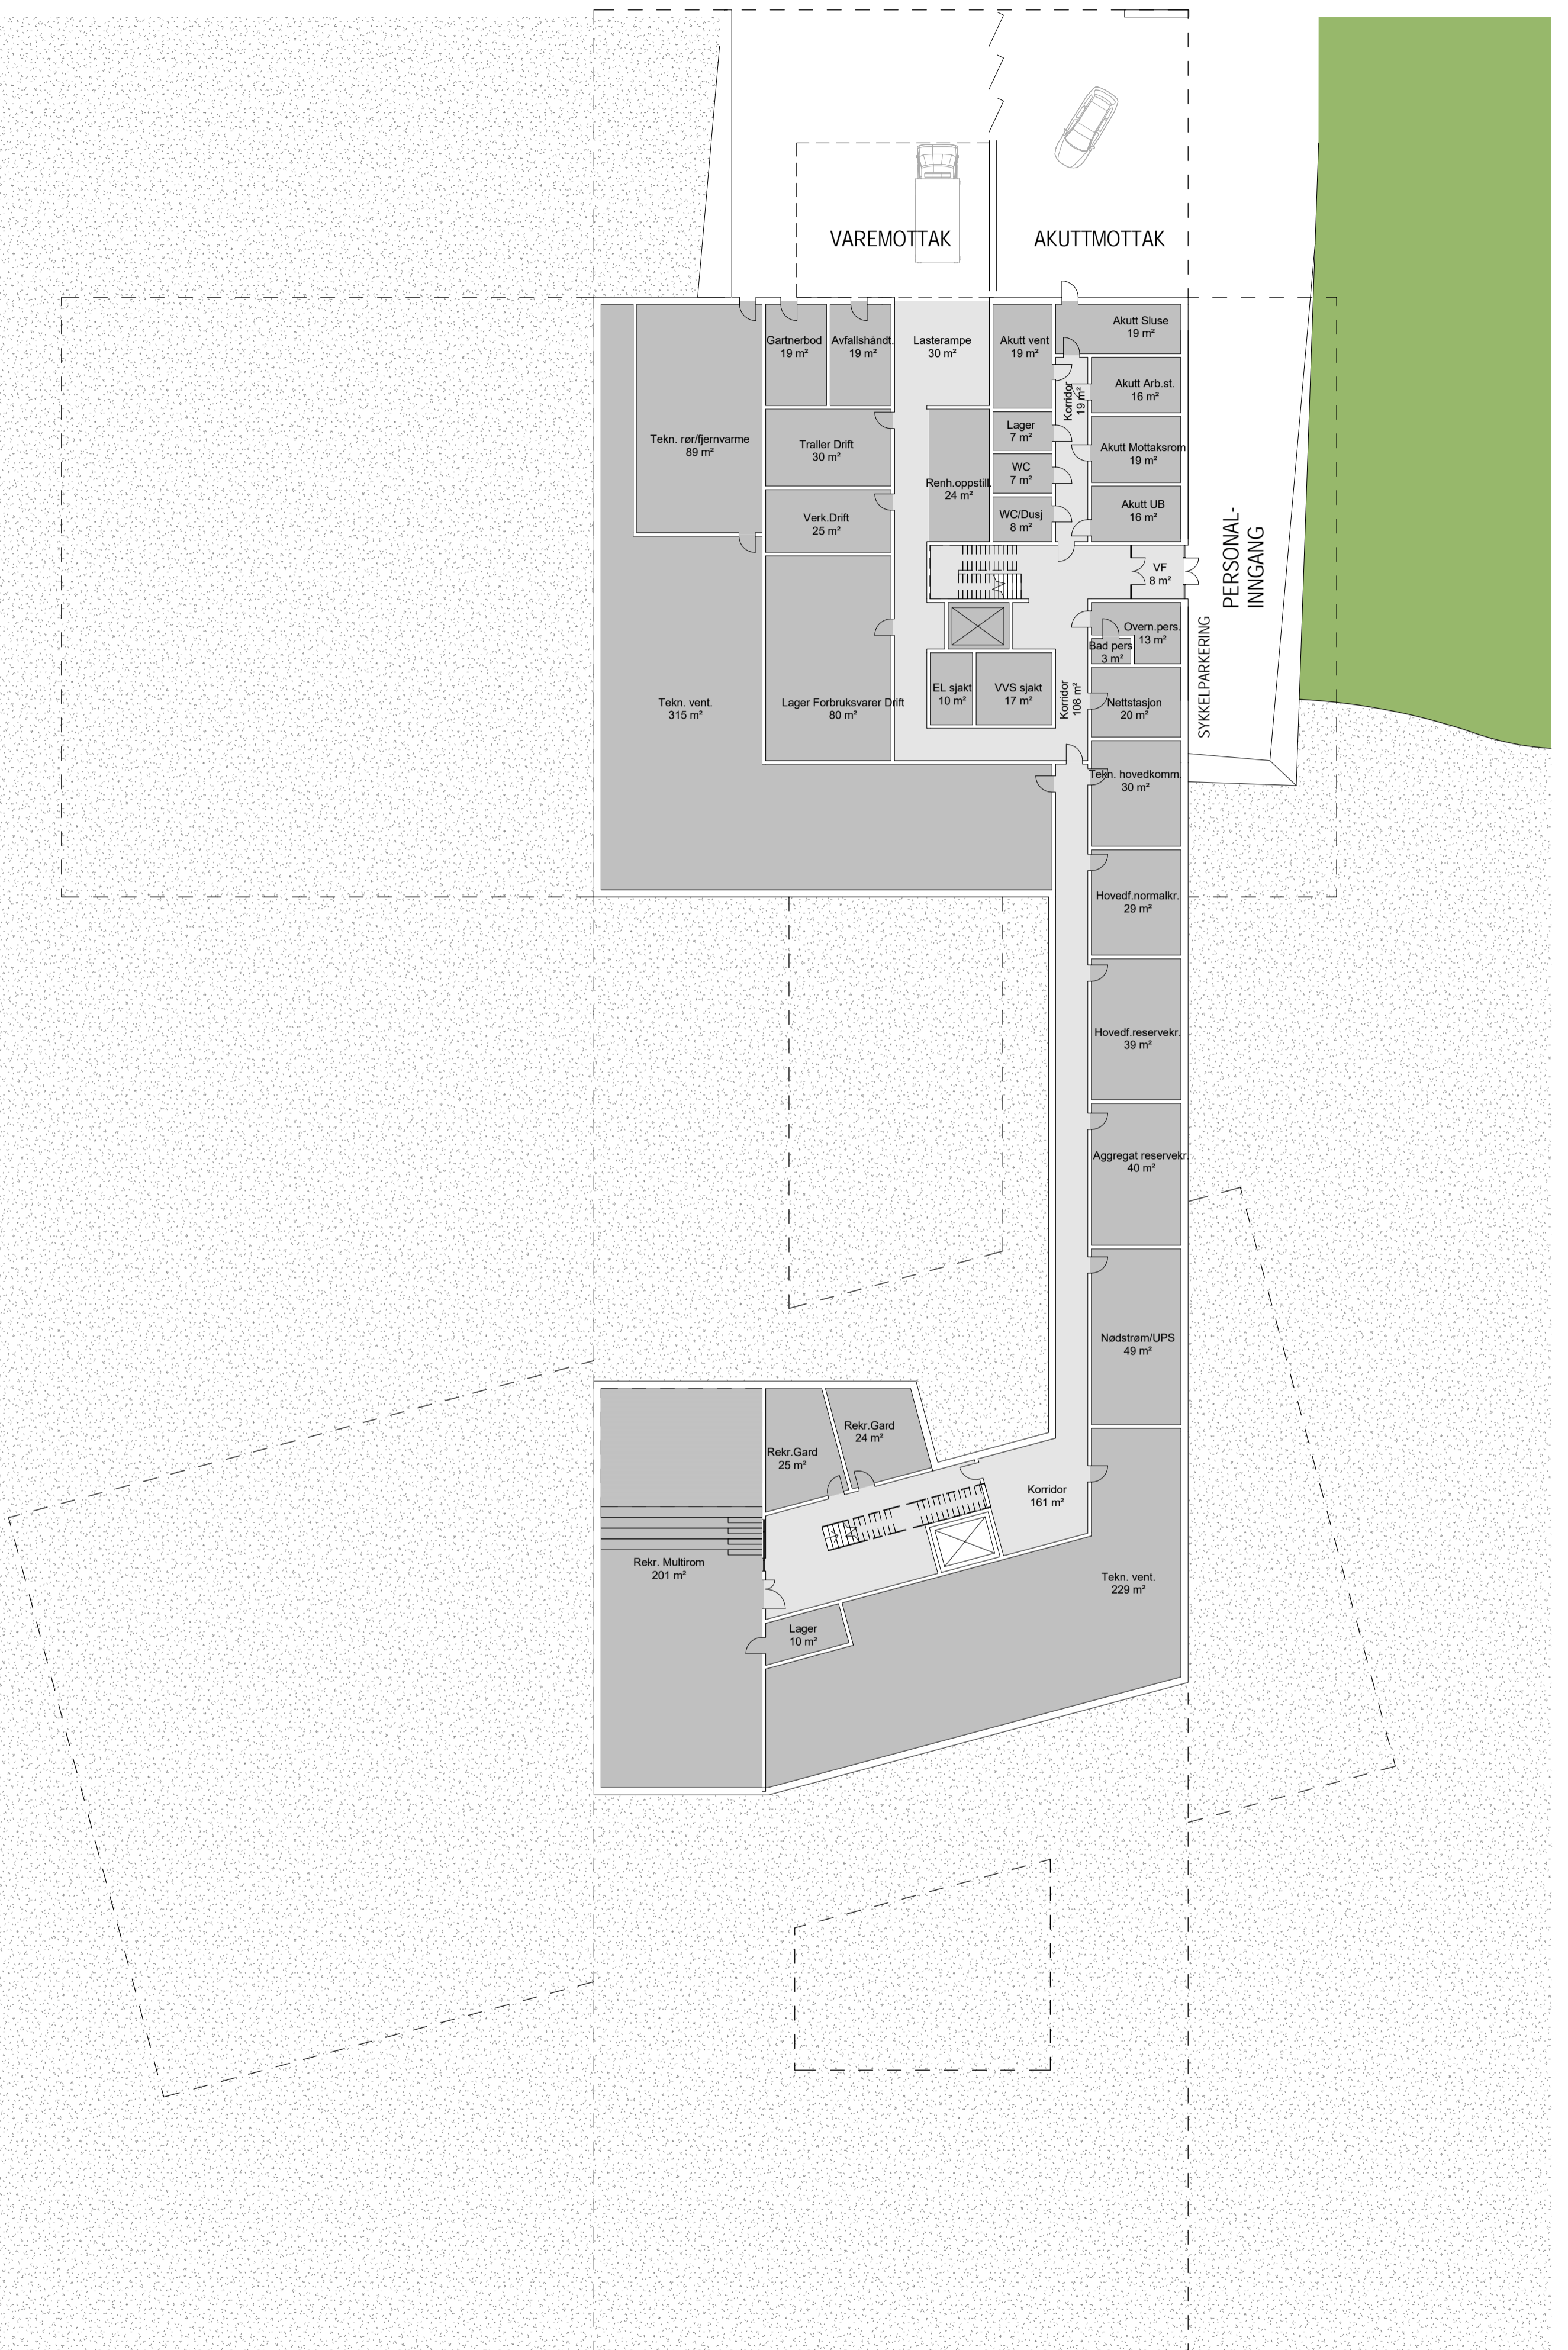 VAREMOTTAK
AKUTTMOTTAK
Gartnerbod
19 m²
Avfallshåndt.
19 m²
Lasterampe
30 m²
Akutt vent
19 m²
Akutt Sluse
19 m²
Korridor
19 m²
Akutt Arb.st.
16 m²
Tekn. rør/fjernvarme
89 m²
Traller Drift
30 m²
Lager
7 m²
Akutt Mottaksrom
19 m²
WC
7 m²
Renh.oppstill.
24 m²
Verk.Drift
25 m²
WC/Dusj
8 m²
Akutt UB
16 m²
VF
8 m²
PERSONAL-
INNGANG
SYKKELPARKERING
Overn.pers.
13 m²
Bad pers.
3 m²
Tekn. vent.
315 m²
Lager Forbruksvarer Drift
80 m²
EL sjakt
10 m²
VVS sjakt
17 m²
Korridor
108 m²
Nettstasjon
20 m²
Tekn. hovedkomm.
30 m²
Hovedf.normalkr.
29 m²
Hovedf.reservekr.
39 m²
Aggregat reservekr.
40 m²
Nødstrøm/UPS
49 m²
Rekr.Gard
24 m²
Rekr.Gard
25 m²
Korridor
161 m²
Rekr. Multirom
201 m²
Tekn. vent.
229 m²
Lager
10 m²